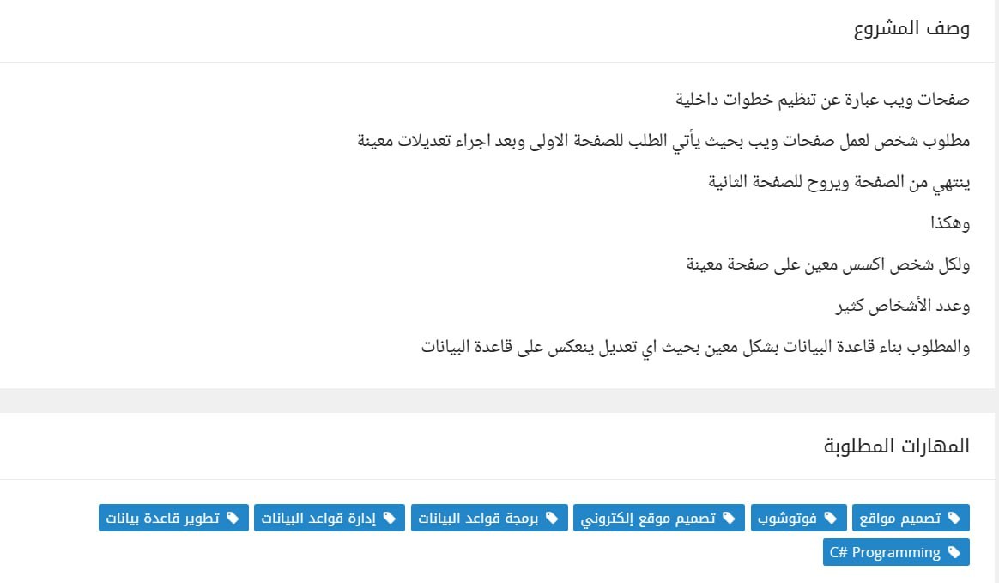 وصف المشروع
صفحات ويب عبارة عن تنظيم خطوات داخلية
مطلوب شخص لعمل صفحات ويب بحيث يأتي الطلب للصفحة الاولى وبعد اجراء تعديلات معينة
ينتهي من الصفحة ويروح للصفحة الثانية
وهكذا
ولكل شخص اكسس معين على صفحة معينة
وعدد الأشخاص كثير
والمطلوب بناء قاعدة البيانات بشكل معين بحيث اي تعديل ينعكس على قاعدة البيانات
المهارات المطلوبة
تصميم مواقع فوتوشوب تصميم موقع إلكتروني برمجة قواعد البيانات إدارة قواعد البيانات تطوير قاعدة بيانات
C# Programming